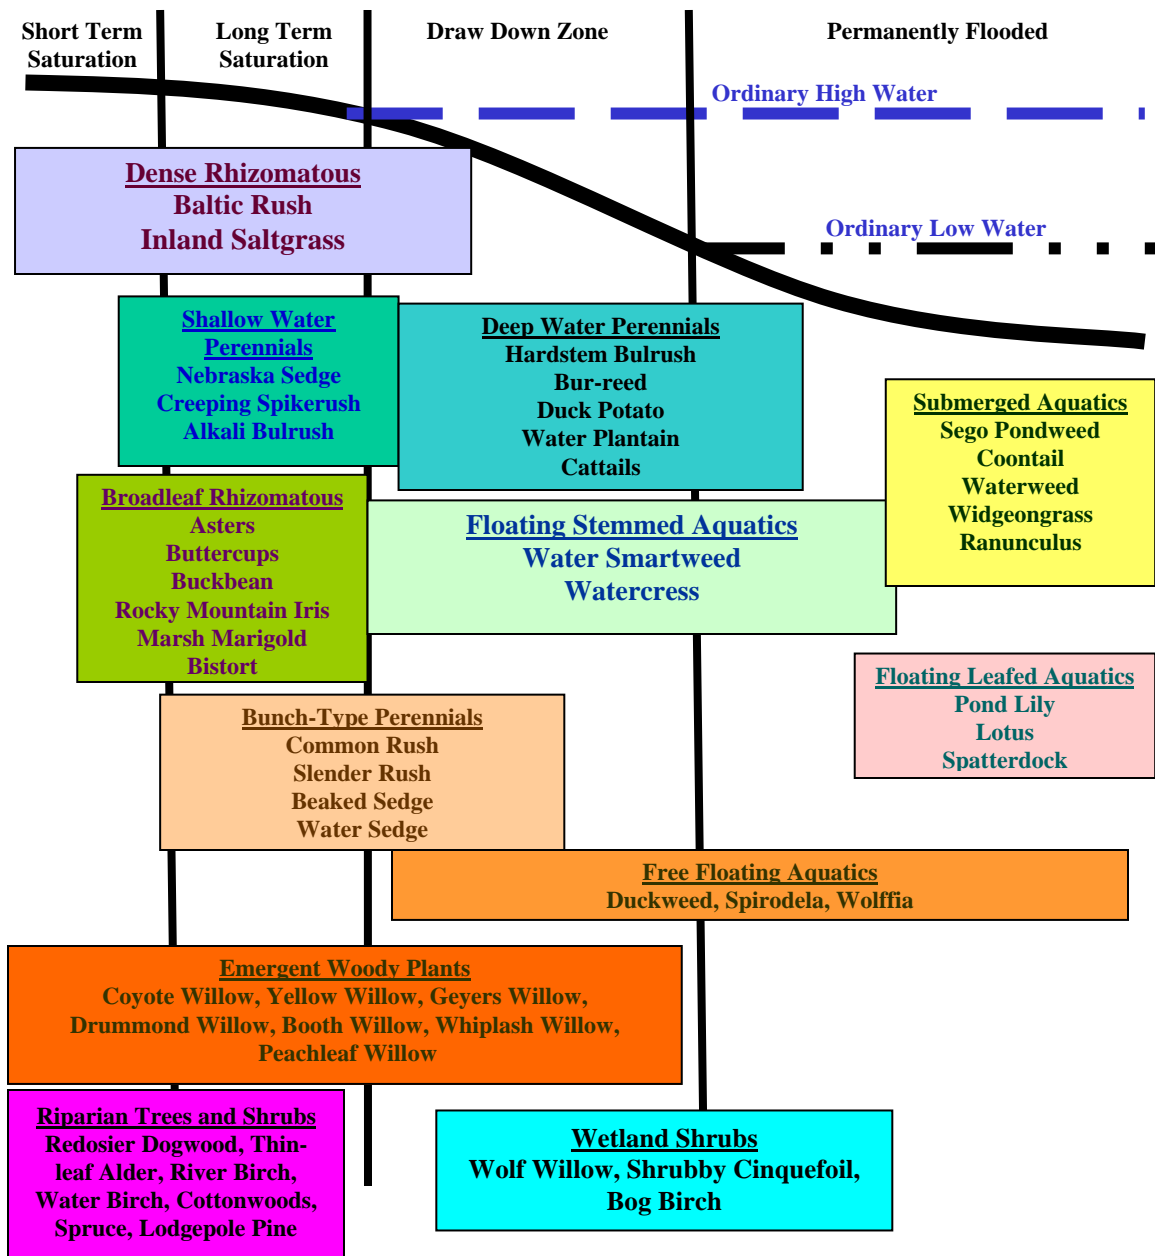 Short Term
Saturation
Long Term
Saturation
Draw Down Zone
Permanently Flooded
Ordinary High Water
Dense Rhizomatous
Baltic Rush
Inland Saltgrass
Ordinary Low Water
Shallow Water
Perennials
Nebraska Sedge
Creeping Spikerush
Alkali Bulrush
Deep Water Perennials
Hardstem Bulrush
Bur-reed
Duck Potato
Water Plantain
Cattails
Submerged Aquatics
Sego Pondweed
Coontail
Waterweed
Widgeongrass
Ranunculus
Broadleaf Rhizomatous
Asters
Buttercups
Buckbean
Rocky Mountain Iris
Marsh Marigold
Bistort
Floating Stemmed Aquatics
Water Smartweed
Watercress
Floating Leafed Aquatics
Pond Lily
Lotus
Spatterdock
Bunch-Type Perennials
Common Rush
Slender Rush
Beaked Sedge
Water Sedge
Free Floating Aquatics
Duckweed, Spirodela, Wolffia
Emergent Woody Plants
Coyote Willow, Yellow Willow, Geyers Willow,
Drummond Willow, Booth Willow, Whiplash Willow,
Peachleaf Willow
Riparian Trees and Shrubs
Redosier Dogwood, Thin-
leaf Alder, River Birch,
Water Birch, Cottonwoods,
Spruce, Lodgepole Pine
Wetland Shrubs
Wolf Willow, Shrubby Cinquefoil,
Bog Birch